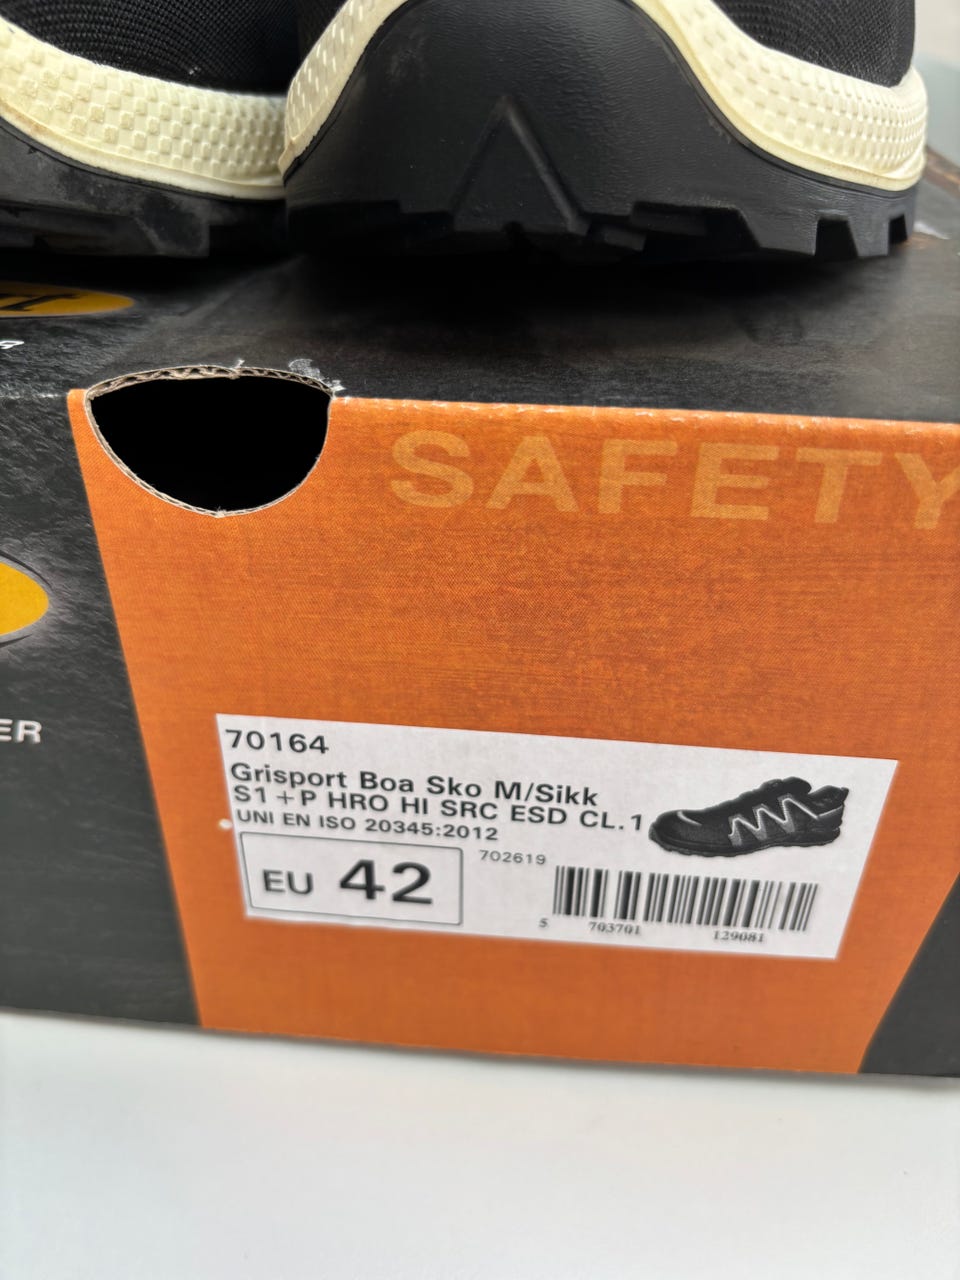 SAFETY
ER
70164
Grisport Boa Sko M/Sikk
S1+P HRO HI SRC ESD CL.1
UNI EN ISO 20345:2012
EU 42
702619
5 703701 129081